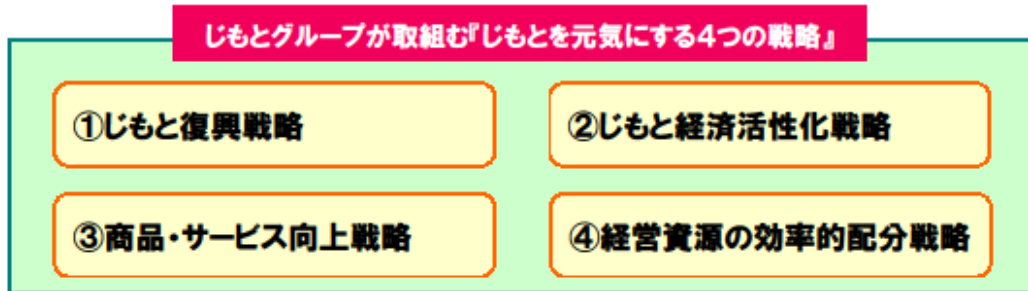 じもとグループが取組む『じもとを元気にする4つの戦略』
①じもと復興戦略
②じもと経済活性化戦略
③商品・サービス向上戦略
④経営資源の効率的配分戦略